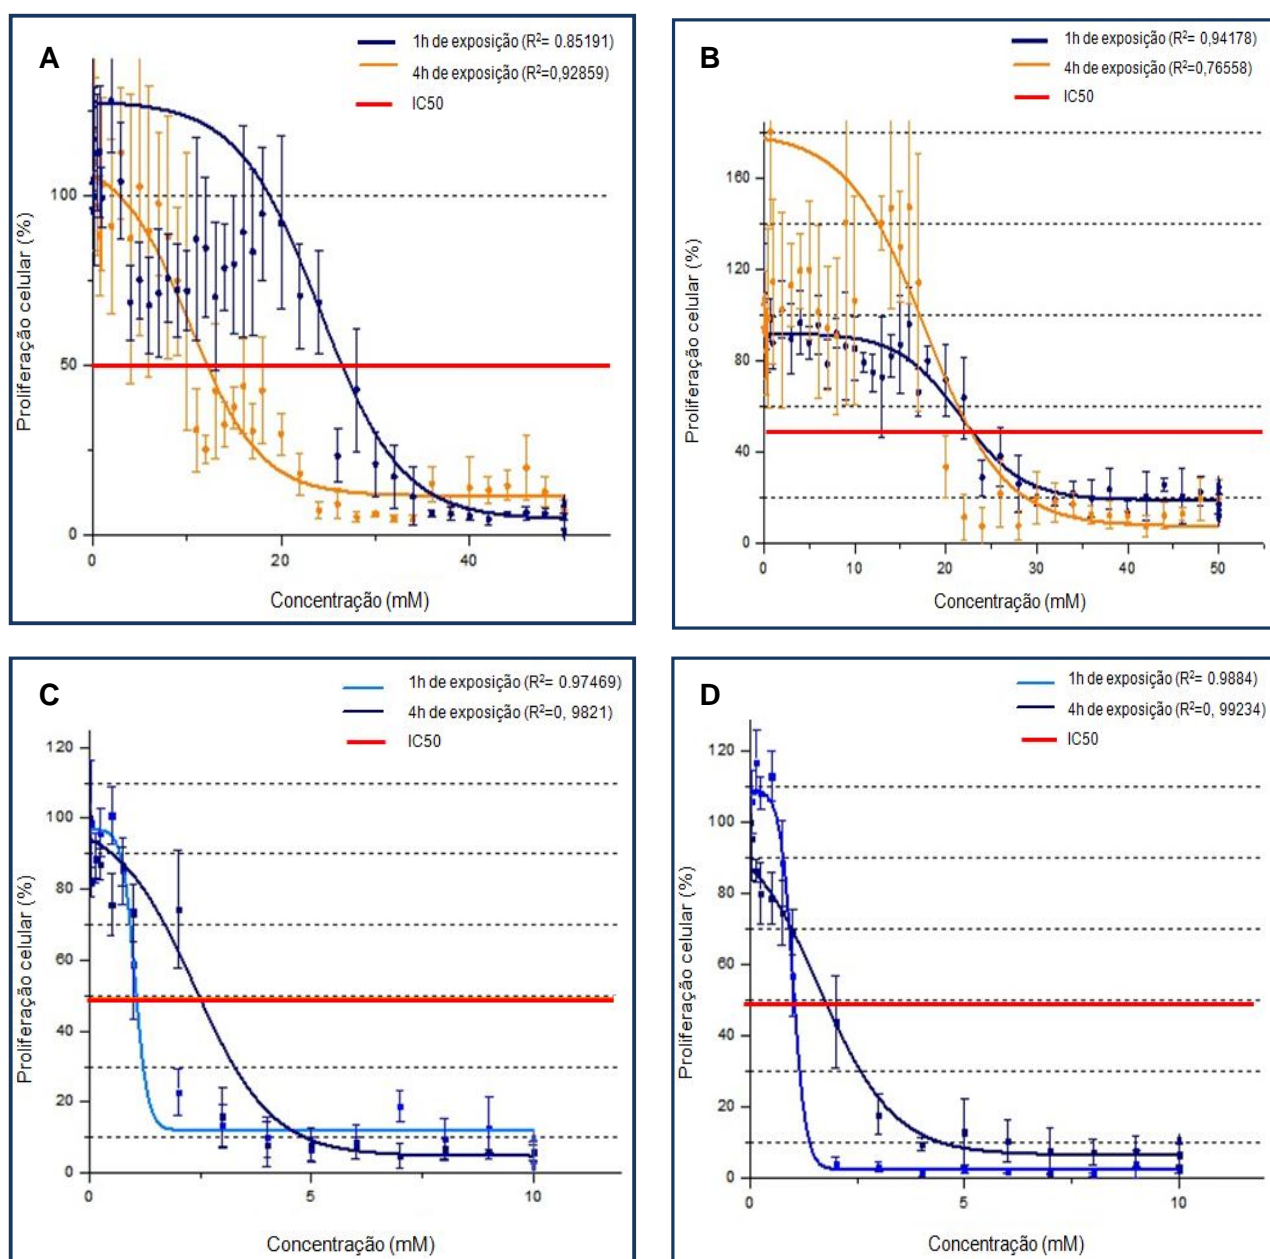 A
1h de exposição (R²= 0.85191)
4h de exposição (R²=0,92859)
IC50
Proliferação celular (%)
100
50
0
0
20
40
Concentração (mM)
B
1h de exposição (R²= 0,94178)
4h de exposição (R²=0,76558)
IC50
Proliferação celular (%)
160
120
80
40
0
0
10
20
30
40
50
Concentração (mM)
C
1h de exposição (R²= 0.97469)
4h de exposição (R²=0, 9821)
IC50
Proliferação celular (%)
120
100
80
60
40
20
0
0
5
10
Concentração (mM)
D
1h de exposição (R²= 0.9884)
4h de exposição (R²=0, 99234)
IC50
Proliferação celular (%)
120
100
80
60
40
20
0
0
5
10
Concentração (mM)